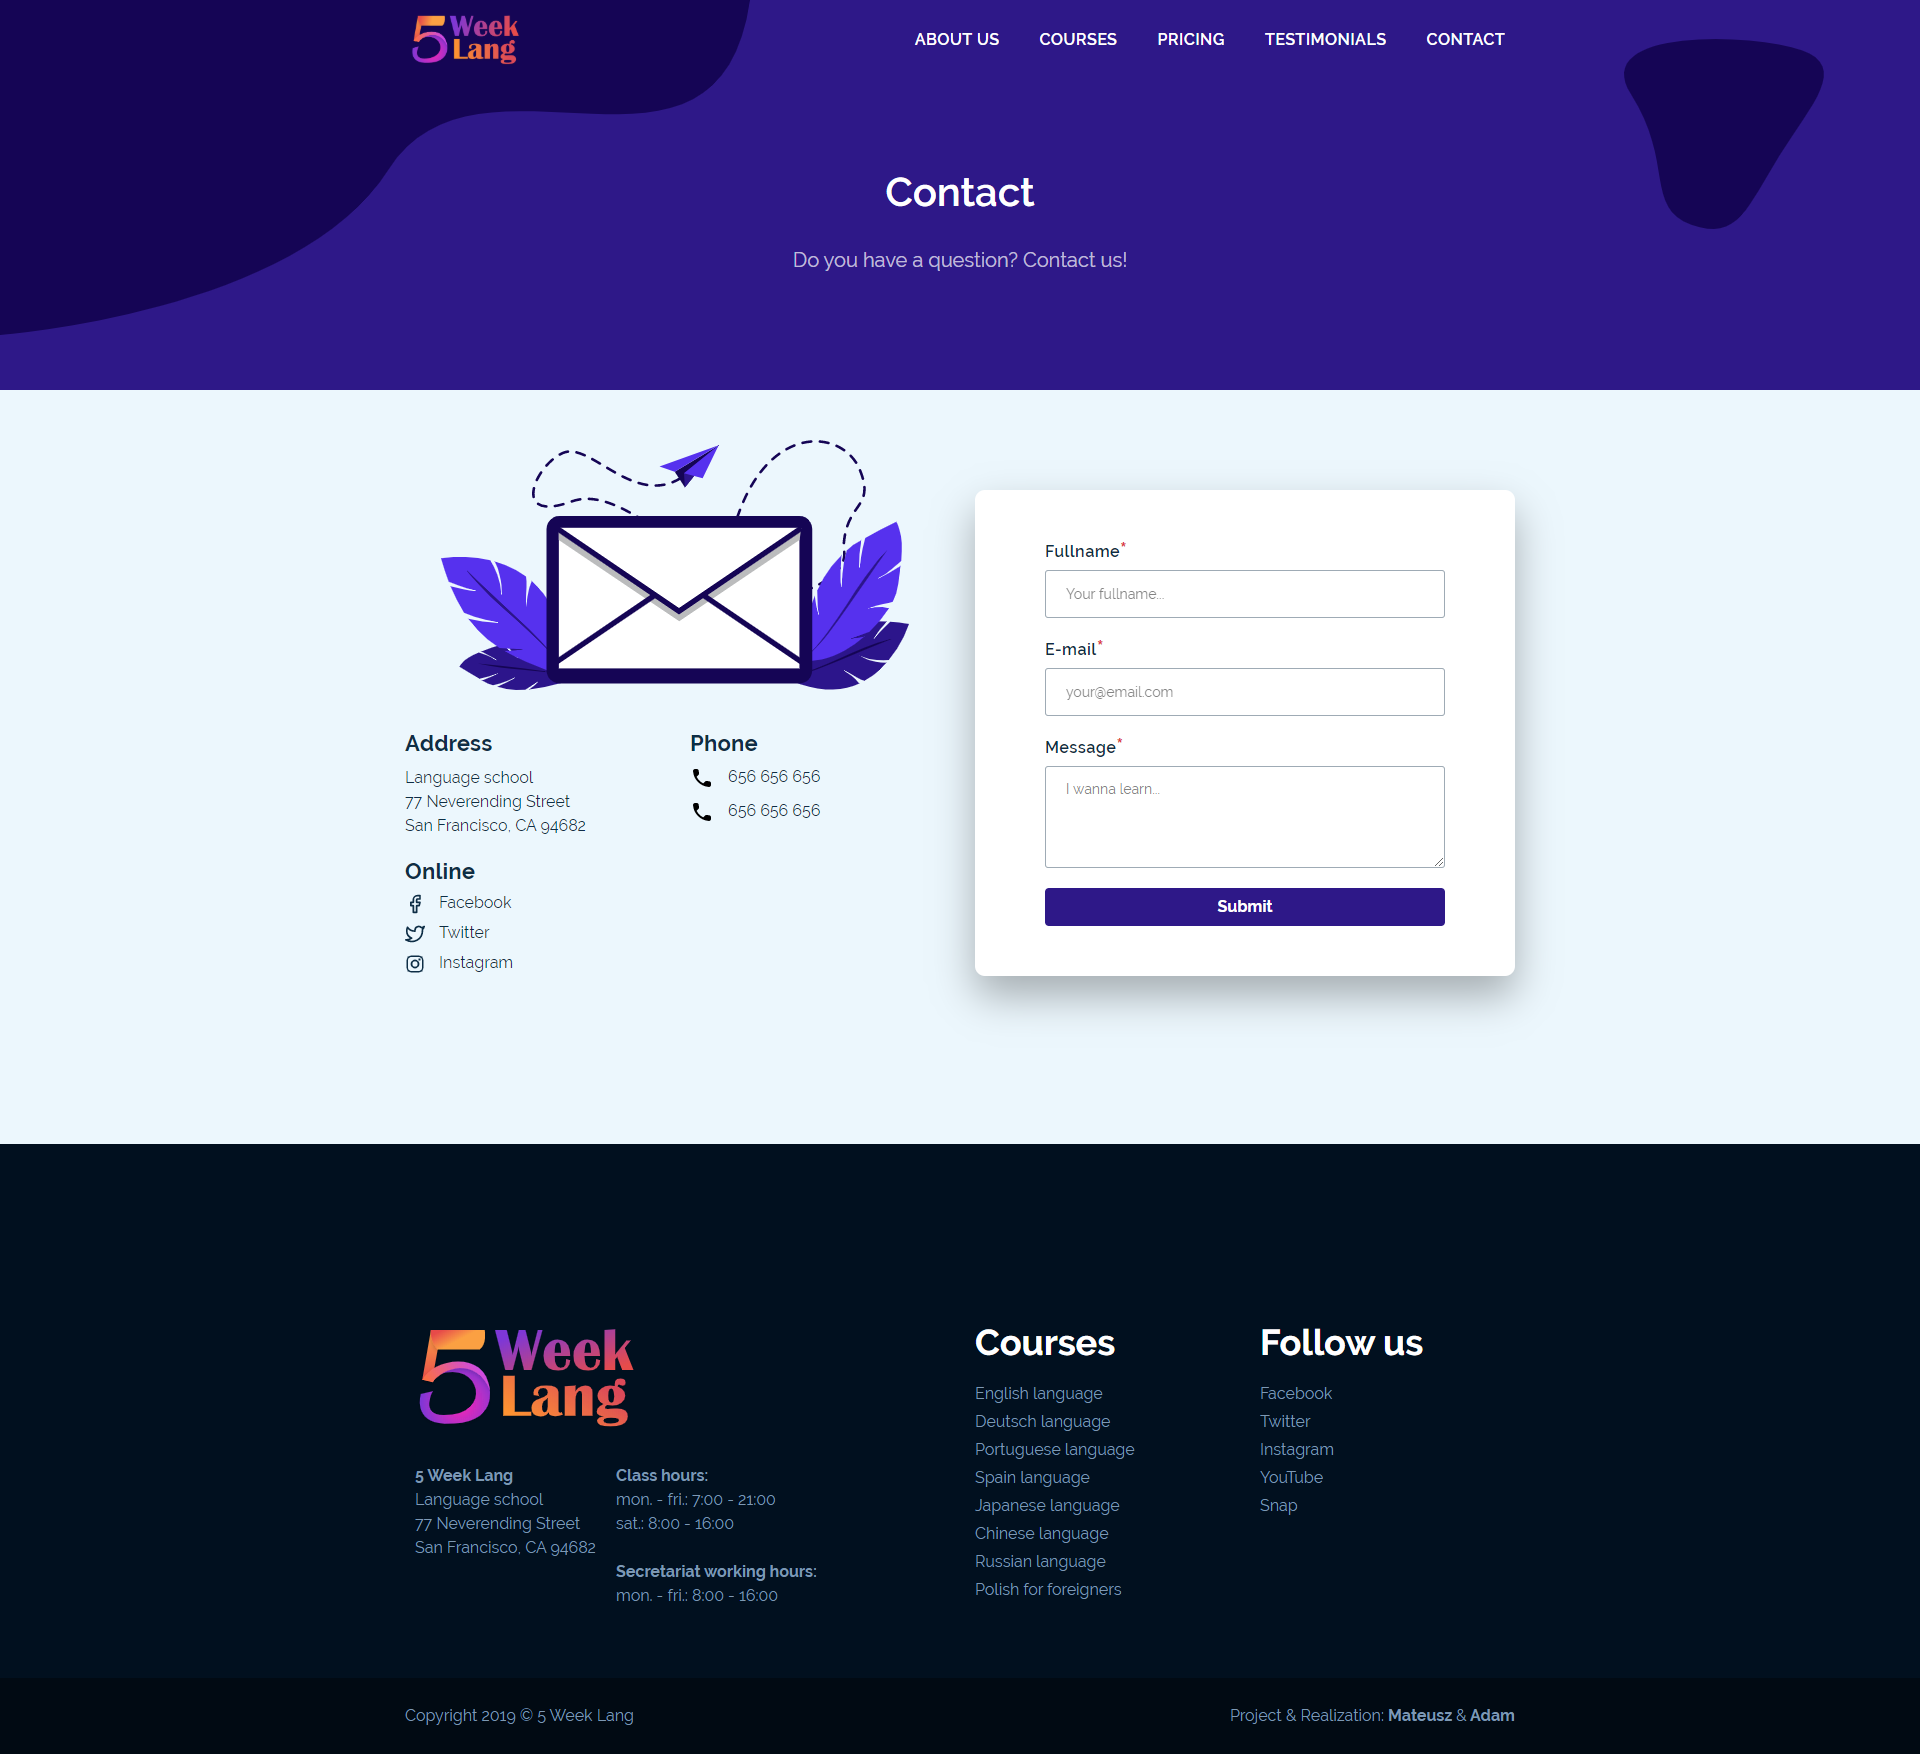 5 Week Lang
ABOUT US COURSES PRICING TESTIMONIALS CONTACT
Contact
Do you have a question? Contact us!
Fullname*
Your fullname...
E-mail*
your@email.com
Message*
I wanna learn...
Submit
Address
Language school
77 Neverending Street
San Francisco, CA 94682
Phone
656 656 656
656 656 656
Online
Facebook
Twitter
Instagram
5 Week Lang
5 Week Lang
Language school
77 Neverending Street
San Francisco, CA 94682
Class hours:
mon. - fri.: 7:00 - 21:00
sat.: 8:00 - 16:00
Secretariat working hours:
mon. - fri.: 8:00 - 16:00
Courses
English language
Deutsch language
Portuguese language
Spain language
Japanese language
Chinese language
Russian language
Polish for foreigners
Follow us
Facebook
Twitter
Instagram
YouTube
Snap
Copyright 2019 © 5 Week Lang
Project & Realization: Mateusz & Adam